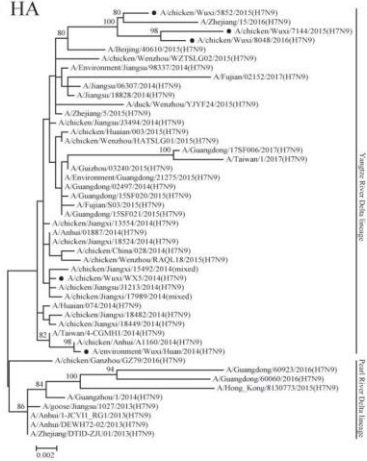 HA
80
A/chicken/Wuxi/5852/2015(H7N9)
A/Zhejiang/15/2016(H7N9)
A/chicken/Wuxi/7144/2015(H7N9)
98
A/chicken/Wuxi/8048/2016(H7N9)
80
A/Beijing/40610/2015(H7N9)
A/chicken/Wenzhou/WZTSLG02/2015(H7N9)
A/Environment/Jiangsu/98337/2014(H7N9)
A/Fujian/02152/2017(H7N9)
A/Jiangsu/06307/2014(H7N9)
A/Jiangsu/18828/2014(H7N9)
A/duck/Wenzhou/YJYF24/2015(H7N9)
A/Zhejiang/5/2015(H7N9)
A/chicken/Jiangsu/J3494/2014(H7N9)
A/chicken/Huaian/003/2015(H7N9)
A/chicken/Wenzhou/HATSLG01/2015(H7N9)
100
A/Guangdong/17SF006/2017(H7N9)
A/Taiwan/1/2017(H7N9)
A/Guizhou/03240/2015(H7N9)
A/Environment/Guangdong/21275/2015(H7N9)
A/Guangdong/02497/2014(H7N9)
A/Guangdong/15SF020/2015(H7N9)
A/Fujian/S03/2015(H7N9)
A/Guangdong/15SF021/2015(H7N9)
A/chicken/Jiangxi/13554/2014(H7N9)
A/Anhui/01887/2014(H7N9)
A/chicken/Jiangxi/18524/2014(H7N9)
A/chicken/China/028/2014(H7N9)
A/chicken/Wenzhou/RAQL18/2015(H7N9)
A/chicken/Jiangxi/15492/2014(mixed)
A/chicken/Wuxi/WX5/2014(H7N9)
A/chicken/Jiangsu/J1213/2014(H7N9)
A/chicken/Jiangxi/17989/2014(mixed)
A/Huaian/074/2014(H7N9)
A/chicken/Jiangxi/18482/2014(H7N9)
A/chicken/Jiangxi/18449/2014(H7N9)
82
A/Taiwan/4-CGMH1/2014(H7N9)
A/chicken/Anhui/A1160/2014(H7N9)
98
A/environment/Wuxi/Huan/2014(H7N9)
Yangtze River Delta lineage
A/chicken/Ganzhou/GZ79/2016(H7N9)
94
A/Guangdong/60923/2016(H7N9)
100
A/Guangdong/60060/2016(H7N9)
84
A/Hong_Kong/8130773/2015(H7N9)
A/Guangzhou/1/2014(H7N9)
86
A/goose/Jiangsu/1027/2013(H7N9)
A/Anhui/1-JCVI1_RG1/2013(H7N9)
A/Anhui/DEWH72-02/2013(H7N9)
A/Zhejiang/DTID-ZJU01/2013(H7N9)
Pearl River Delta lineage
0.002